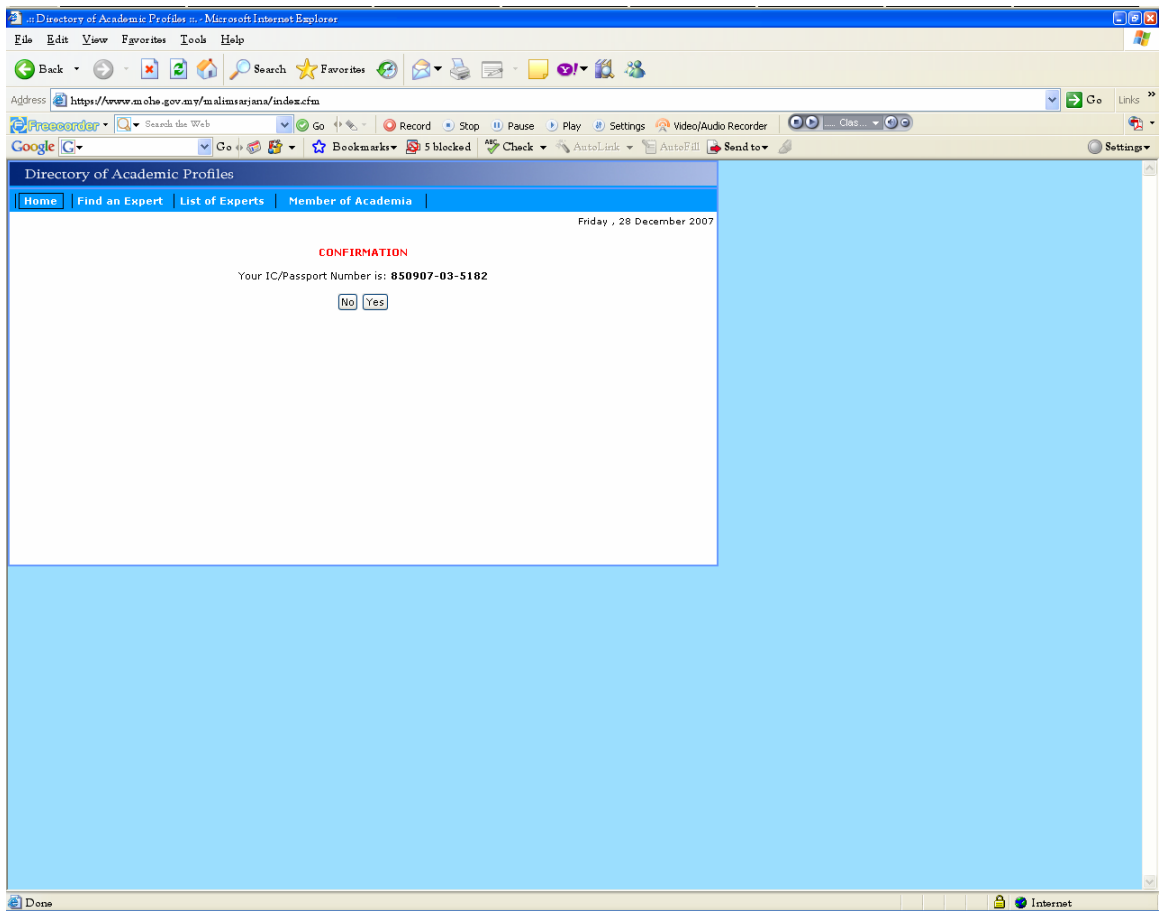 .:: Directory of Academic Profiles ::. - Microsoft Internet Explorer
File Edit View Favorites Tools Help
Back Search Favorites
Address https://www.mohe.gov.my/malimsarjana/index.cfm Go Links »
Freecorder Search the Web Go Record Stop Pause Play Settings Video/Audio Recorder .... Clas...
Google G Go Bookmarks 5 blocked ABC Check AutoLink AutoFill Send to Settings
Directory of Academic Profiles
Home Find an Expert List of Experts Member of Academia
Friday , 28 December 2007
CONFIRMATION
Your IC/Passport Number is: 850907-03-5182
No Yes
Done Internet